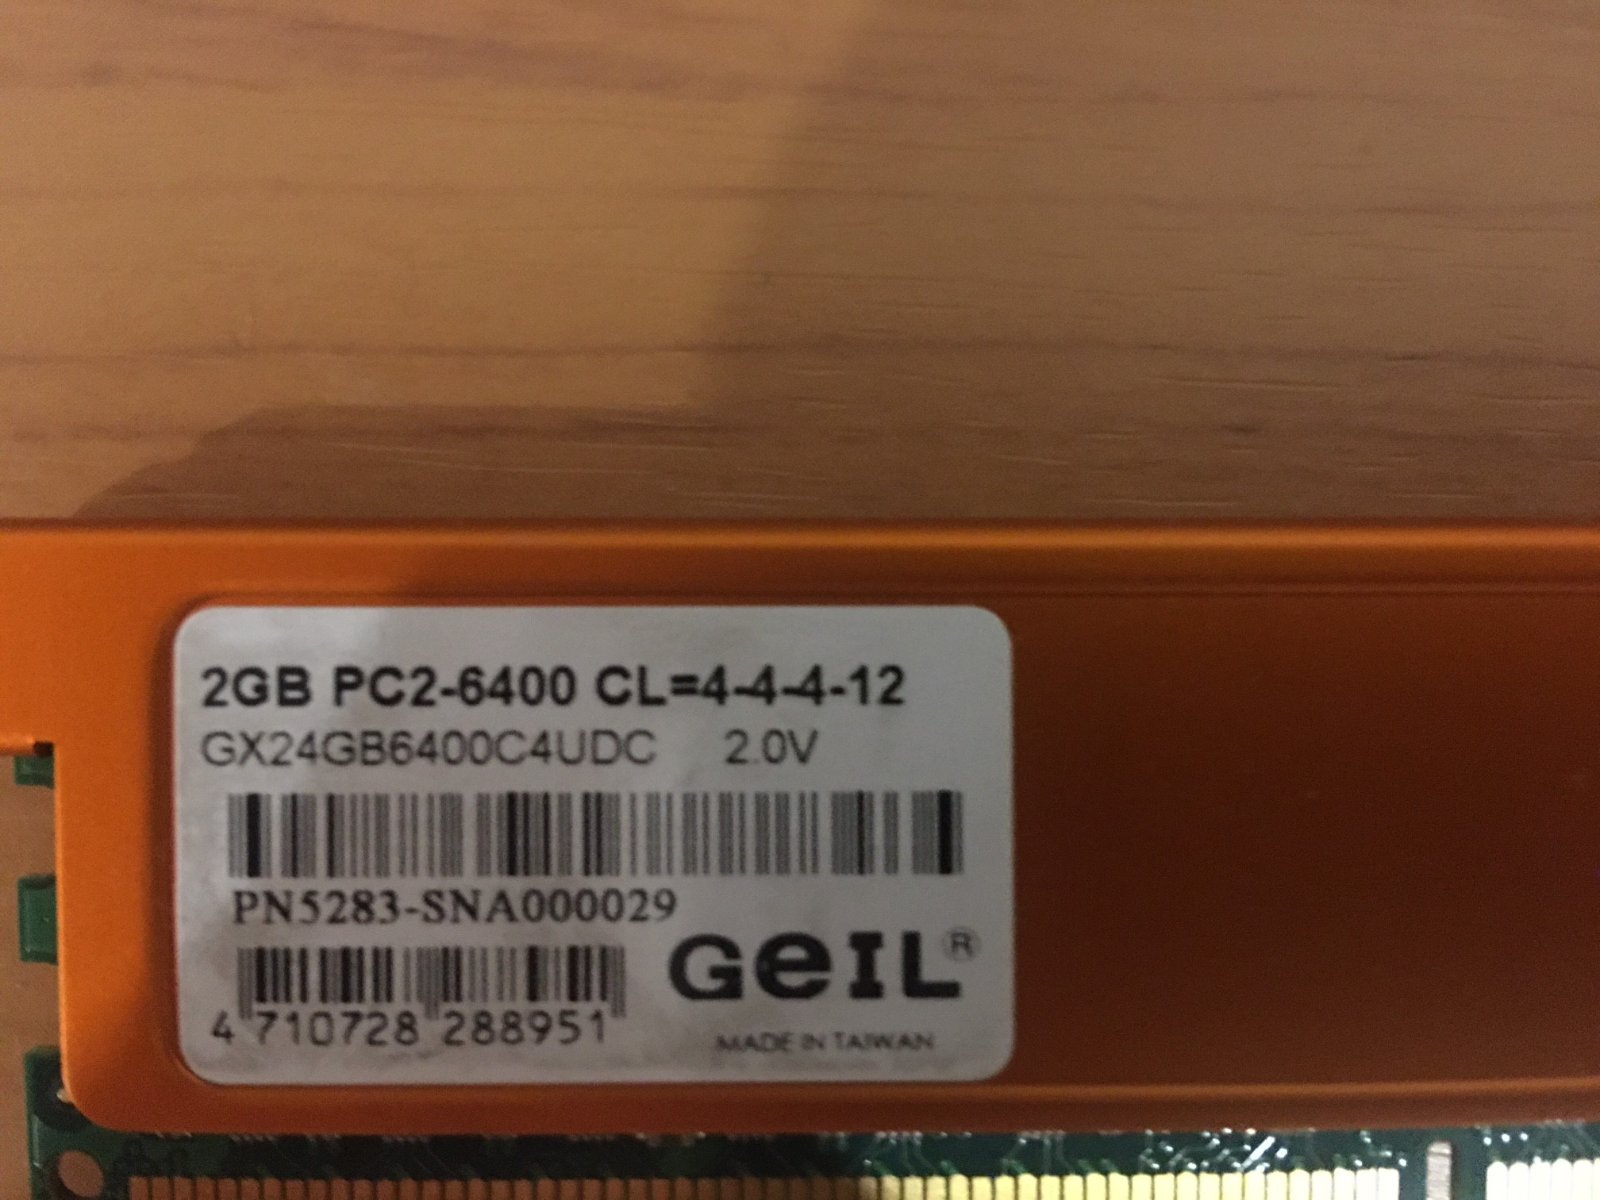 2GB PC2-6400 CL=4-4-4-12
GX24GB6400C4UDC 2.0V
PN5283-SNA000029
GeIL®
4 710728 288951
MADE IN TAIWAN